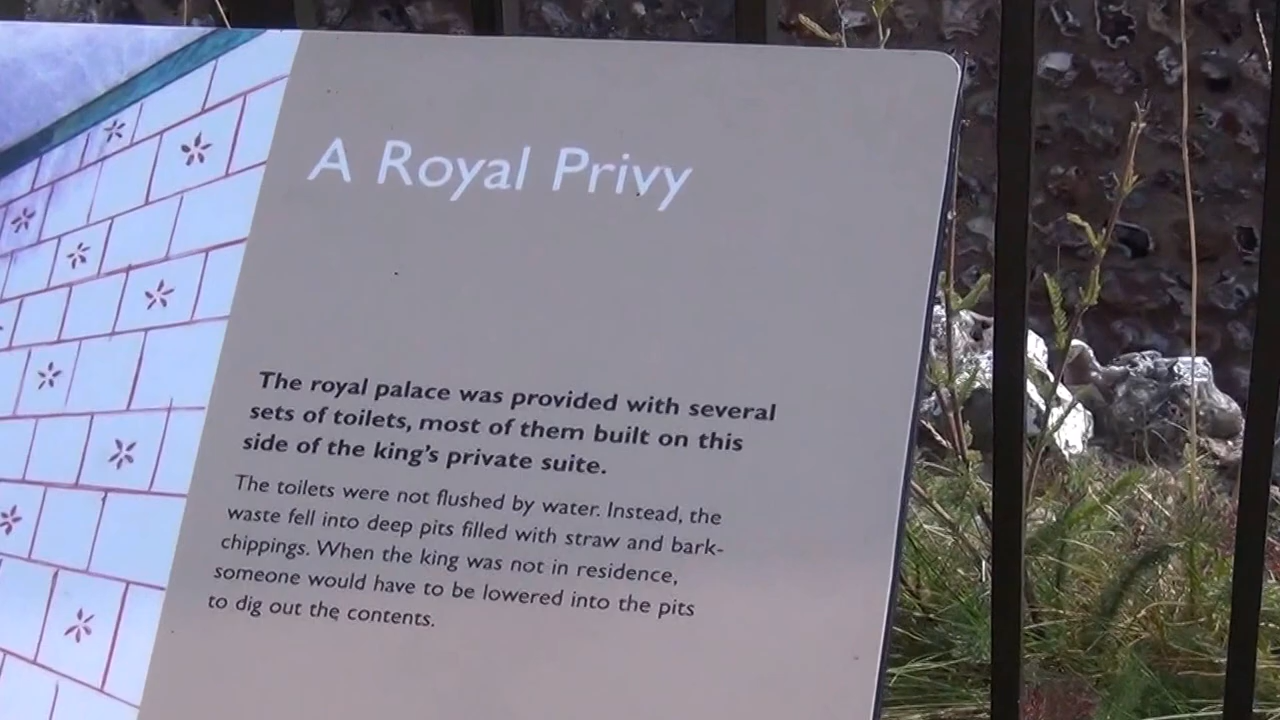 A Royal Privy
The royal palace was provided with several
sets of toilets, most of them built on this
side of the king's private suite.
The toilets were not flushed by water. Instead, the
waste fell into deep pits filled with straw and bark-
chippings. When the king was not in residence,
someone would have to be lowered into the pits
to dig out the contents.